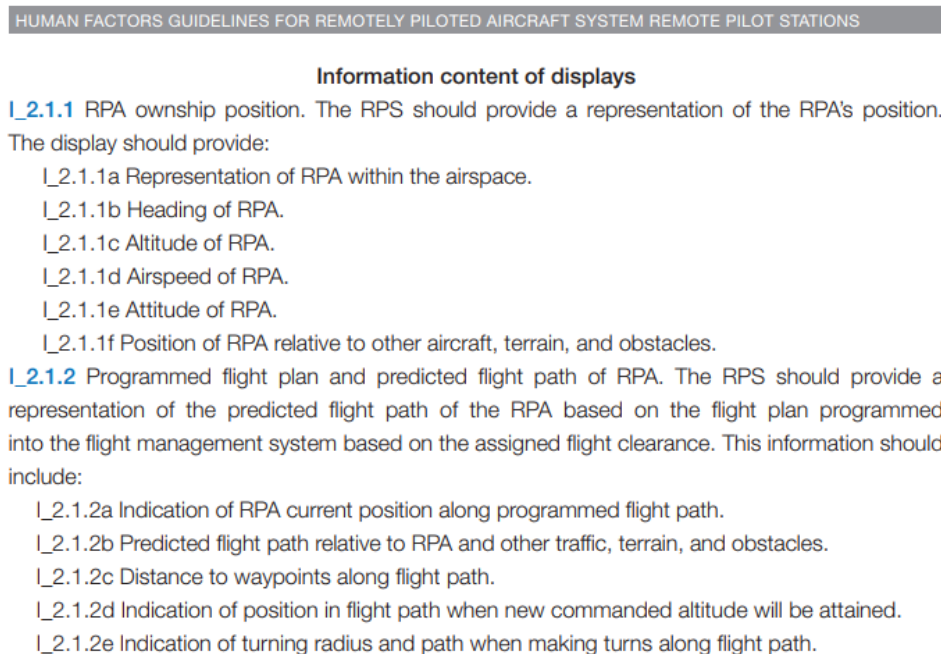 HUMAN FACTORS GUIDELINES FOR REMOTELY PILOTED AIRCRAFT SYSTEM REMOTE PILOT STATIONS
Information content of displays
I_2.1.1 RPA ownship position. The RPS should provide a representation of the RPA's position.
The display should provide:
I_2.1.1a Representation of RPA within the airspace.
I_2.1.1b Heading of RPA.
I_2.1.1c Altitude of RPA.
I_2.1.1d Airspeed of RPA.
I_2.1.1e Attitude of RPA.
I_2.1.1f Position of RPA relative to other aircraft, terrain, and obstacles.
I_2.1.2 Programmed flight plan and predicted flight path of RPA. The RPS should provide a
representation of the predicted flight path of the RPA based on the flight plan programmed
into the flight management system based on the assigned flight clearance. This information should
include:
I_2.1.2a Indication of RPA current position along programmed flight path.
I_2.1.2b Predicted flight path relative to RPA and other traffic, terrain, and obstacles.
I_2.1.2c Distance to waypoints along flight path.
I_2.1.2d Indication of position in flight path when new commanded altitude will be attained.
I_2.1.2e Indication of turning radius and path when making turns along flight path.